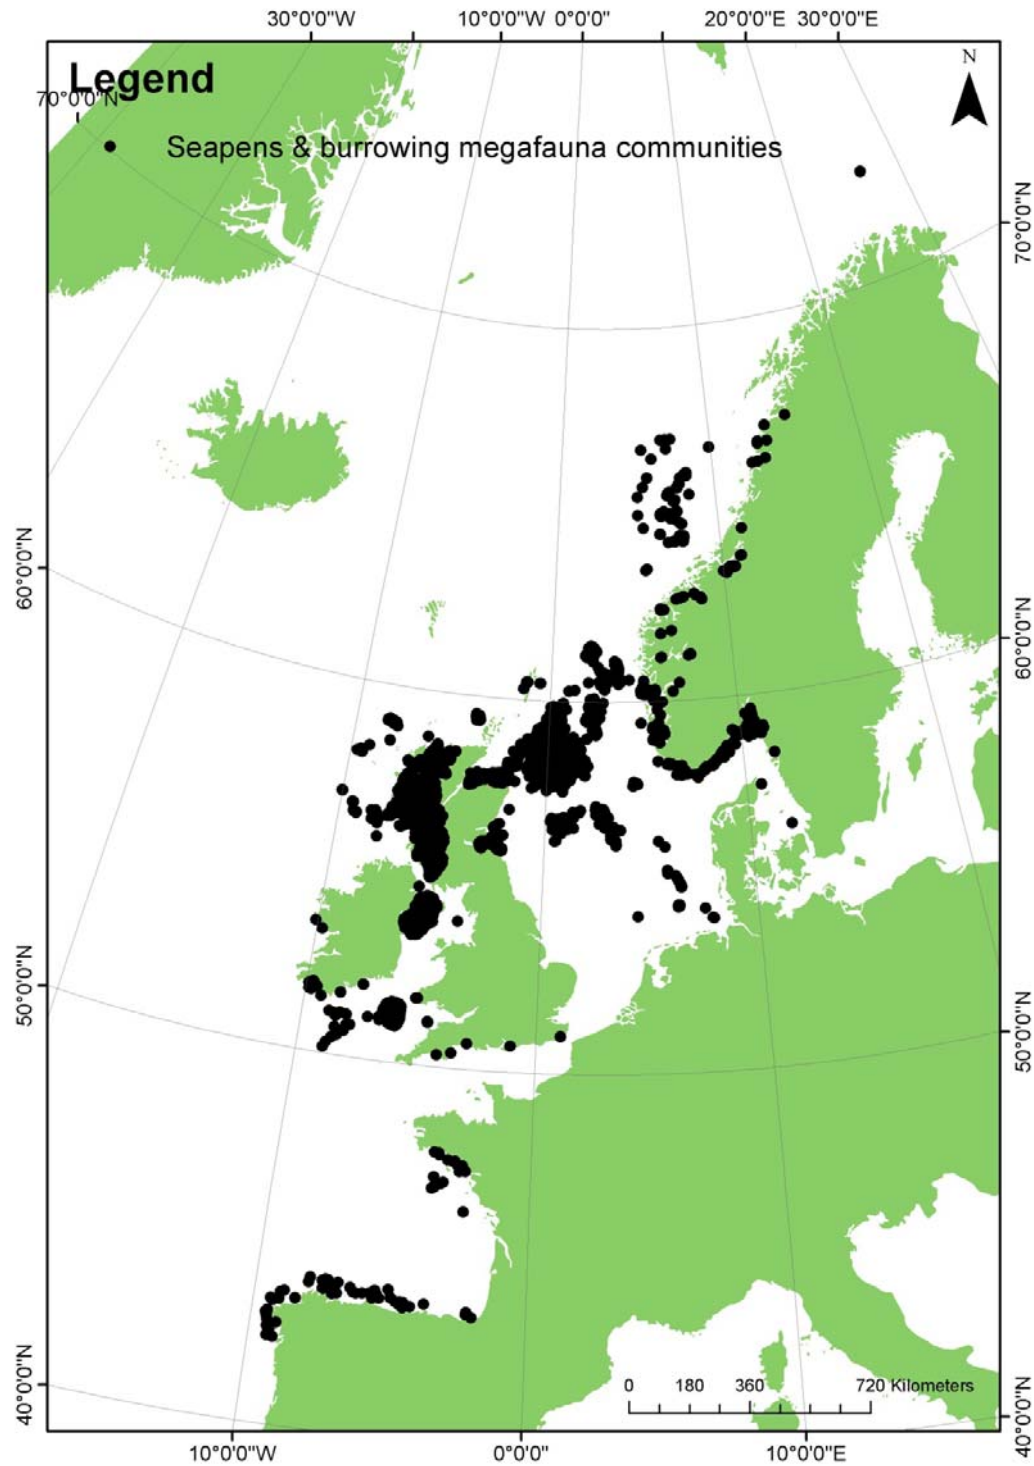 30°0'0"W 10°0'0"W 0°0'0" 20°0'0"E 30°0'0"E
N
Legend
70°0'0"N
Seapens & burrowing megafauna communities
70°0'0"N
60°0'0"N
60°0'0"N
50°0'0"N
50°0'0"N
40°0'0"N
40°0'0"N
0 180 360 720 Kilometers
10°0'0"W 0°0'0" 10°0'0"E